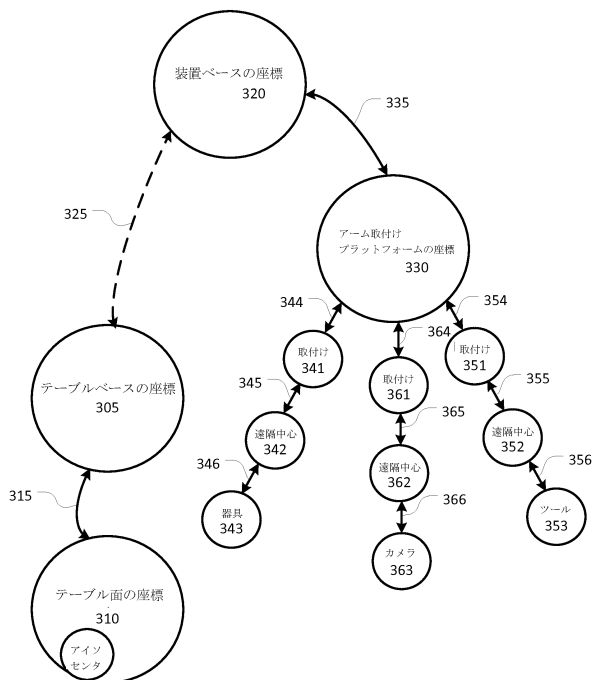 装置ベースの座標
320
335
325
アーム取付け
プラットフォームの座標
330
344
354
364
取付け
341
取付け
351
取付け
361
テーブルベースの座標
305
345
355
365
遠隔中心
342
遠隔中心
352
遠隔中心
362
346
356
366
315
器具
343
ツール
353
カメラ
363
テーブル面の座標
310
アイソ
センタ